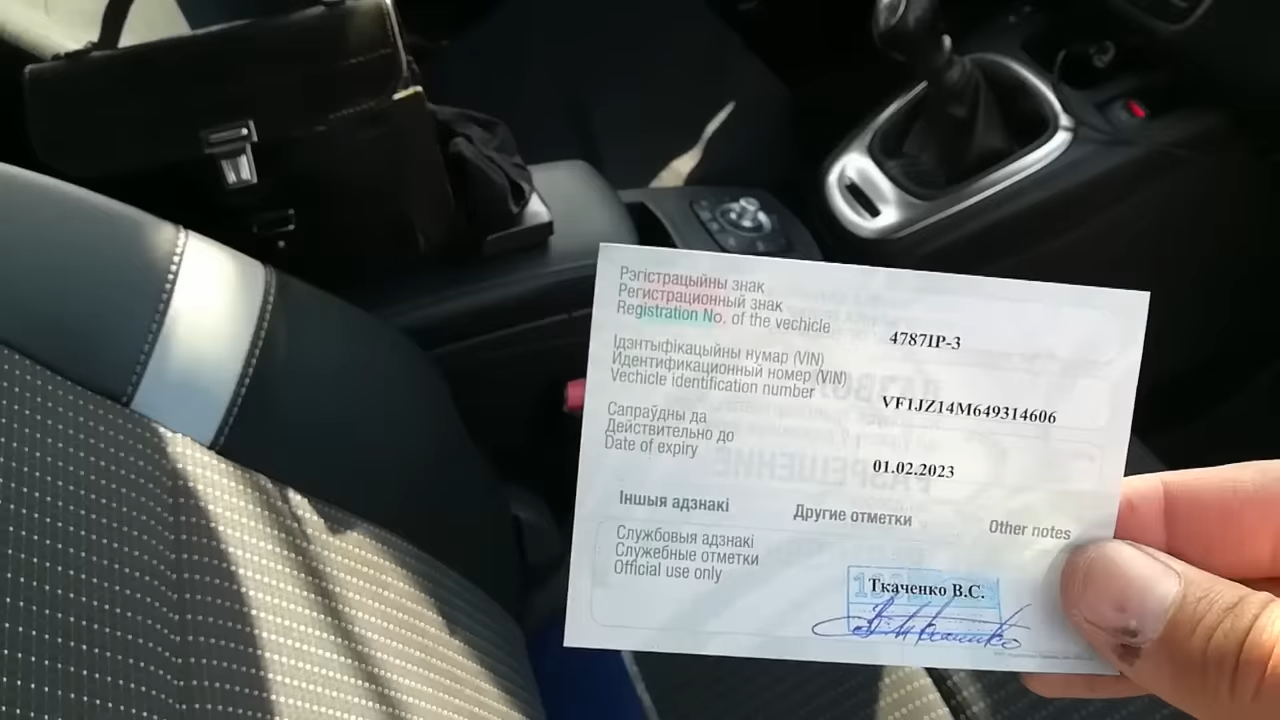 Рэгістрацыйны знак
Регистрационный знак
Registration No. of the vechicle
4787IP-3
Ідэнтыфікацыйны нумар (VIN)
Идентификационный номер (VIN)
Vechicle identification number
VF1JZ14M649314606
Сапраўдны да
Действительно до
Date of expiry
01.02.2023
Іншыя адзнакі Другие отметки Other notes
Службовыя адзнакі
Служебные отметки
Official use only
Ткаченко В.С.